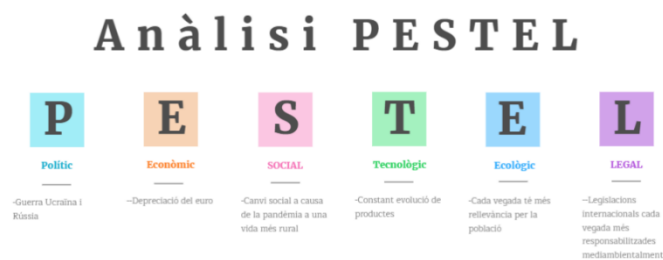 Anàlisi PESTEL
P
E
S
T
E
L
Polític
Econòmic
SOCIAL
Tecnològic
Ecològic
LEGAL
-Guerra Ucraïna i
Rússia
—Depreciació del euro
-Canvi social a causa
de la pandèmia a una
vida més rural
-Constant evolució de
productes
-Cada vegada té més
rellevància per la
població
—Legislacions
internacionals cada
vegada més
responsabilitzades
mediambientalment